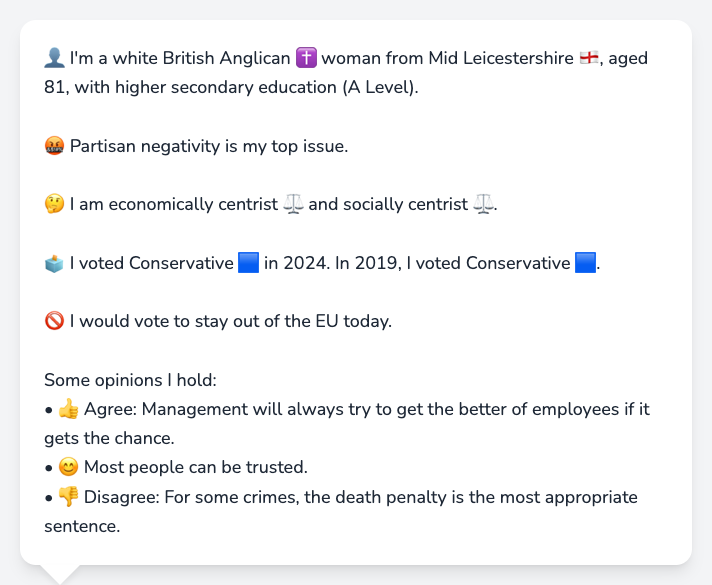 👤 I'm a white British Anglican ✝️ woman from Mid Leicestershire 🏴󠁧󠁢󠁥󠁮󠁧󠁿, aged
81, with higher secondary education (A Level).
🤬 Partisan negativity is my top issue.
🤔 I am economically centrist ⚖️ and socially centrist ⚖️.
🗳️ I voted Conservative 🟦 in 2024. In 2019, I voted Conservative 🟦.
🚫 I would vote to stay out of the EU today.
Some opinions I hold:
• 👍 Agree: Management will always try to get the better of employees if it
gets the chance.
• 😊 Most people can be trusted.
• 👎 Disagree: For some crimes, the death penalty is the most appropriate
sentence.